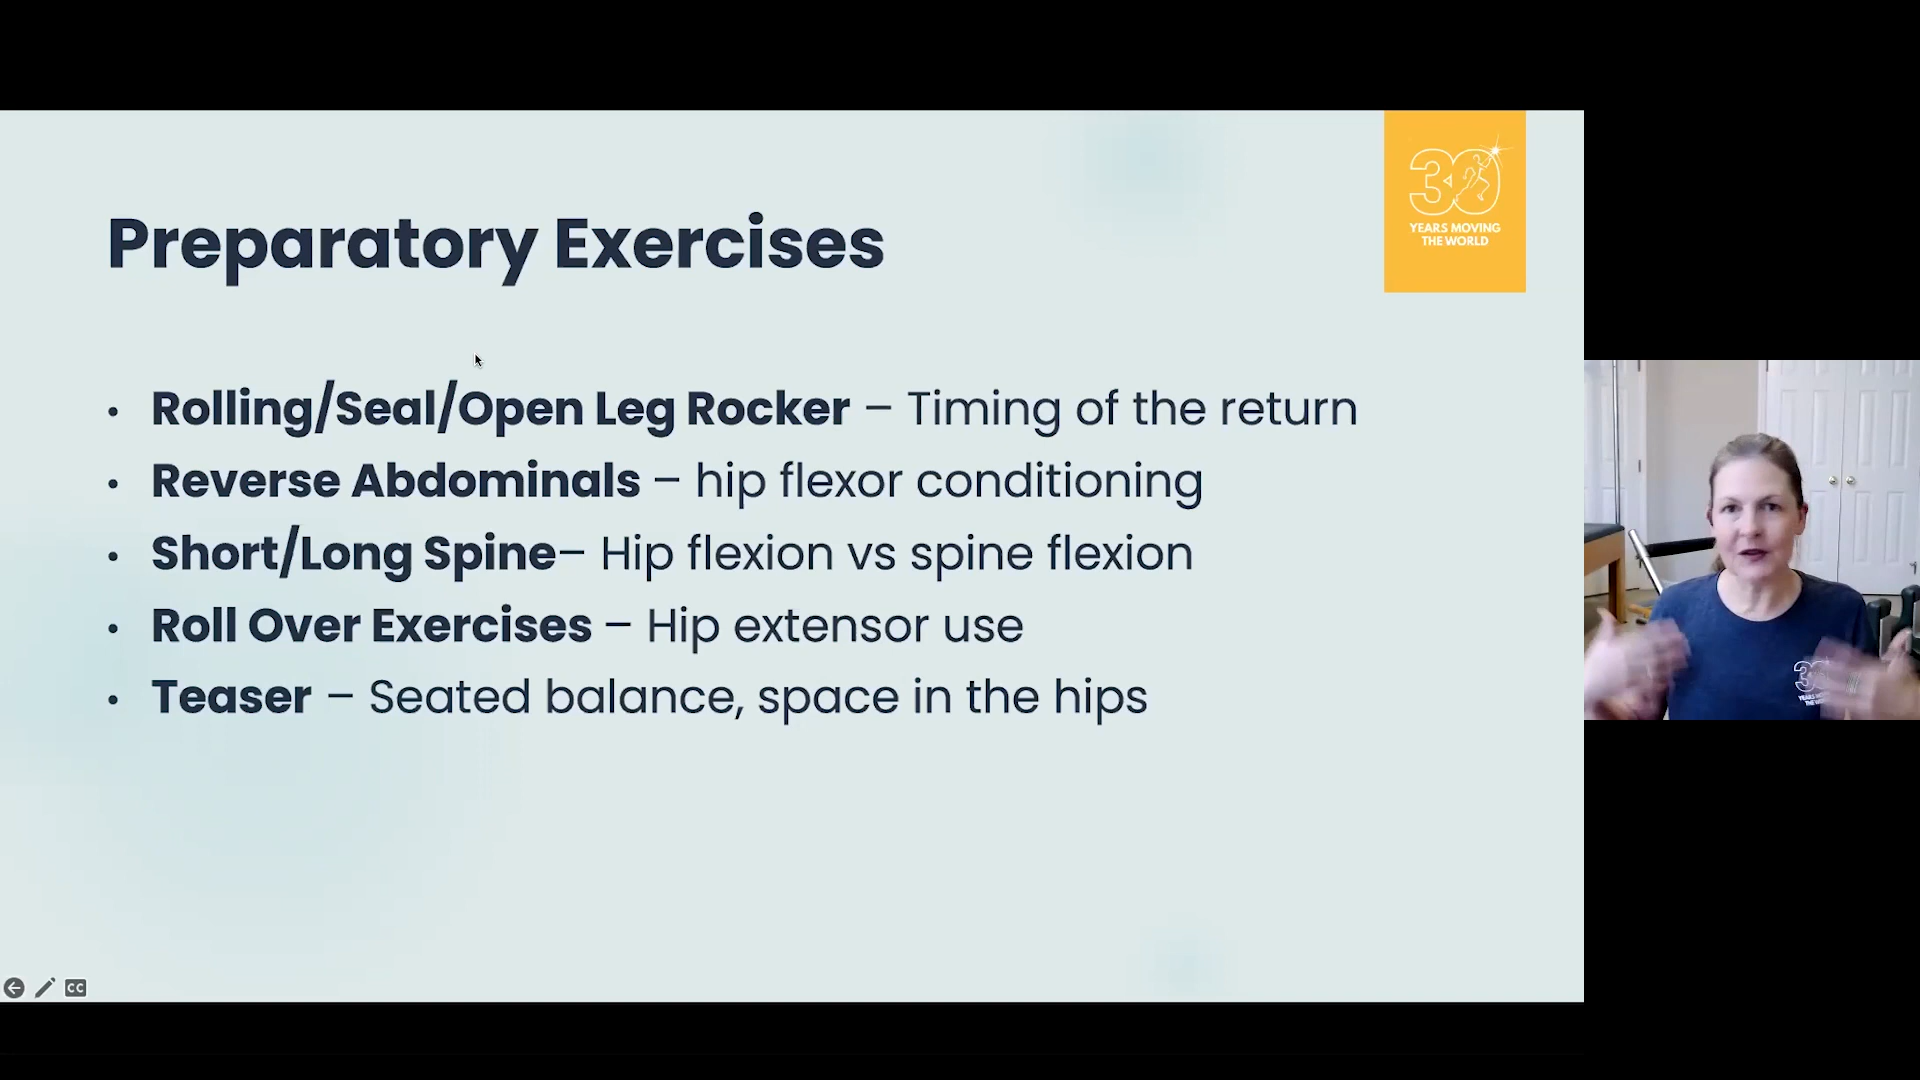 Preparatory Exercises
30
YEARS MOVING
THE WORLD
• Rolling/Seal/Open Leg Rocker – Timing of the return
• Reverse Abdominals – hip flexor conditioning
• Short/Long Spine– Hip flexion vs spine flexion
• Roll Over Exercises – Hip extensor use
• Teaser – Seated balance, space in the hips
CC